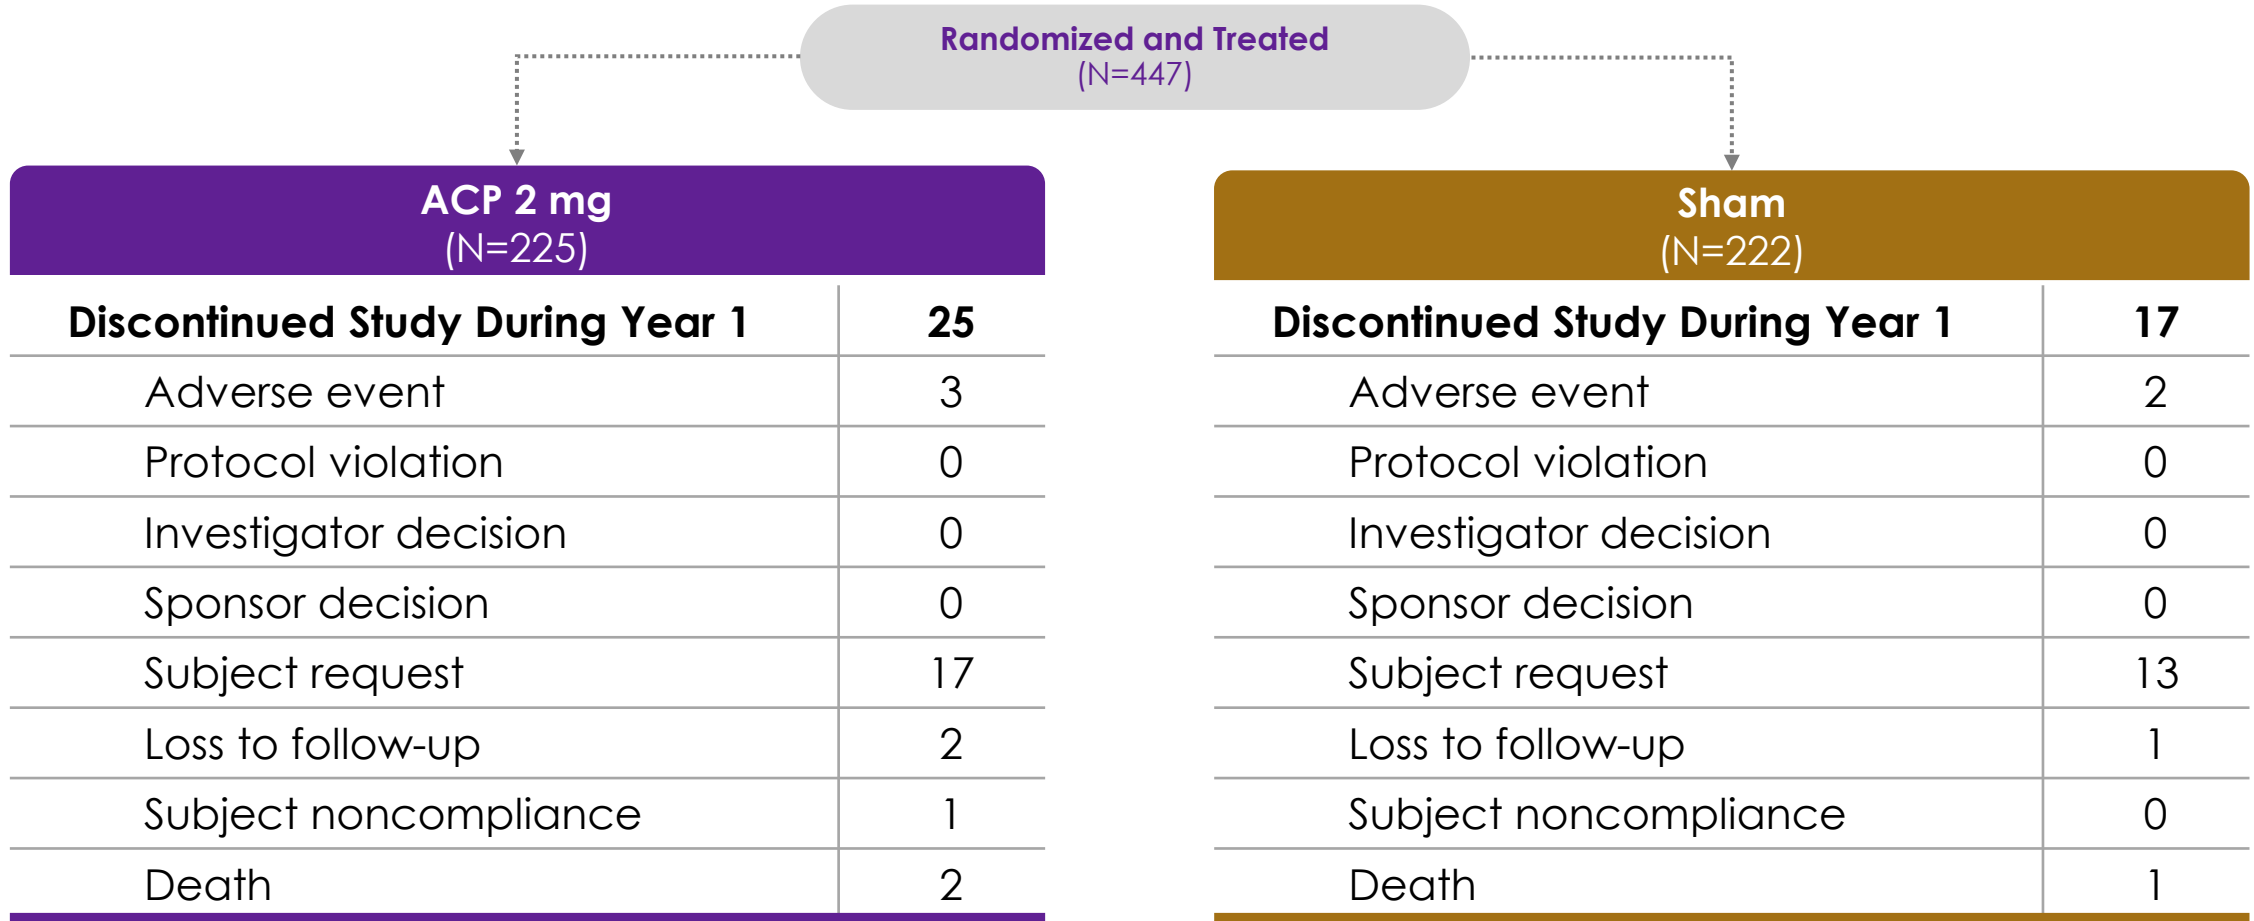 Randomized and Treated
(N=447)
ACP 2 mg
(N=225)
Discontinued Study During Year 1 25
Adverse event 3
Protocol violation 0
Investigator decision 0
Sponsor decision 0
Subject request 17
Loss to follow-up 2
Subject noncompliance 1
Death 2
Sham
(N=222)
Discontinued Study During Year 1 17
Adverse event 2
Protocol violation 0
Investigator decision 0
Sponsor decision 0
Subject request 13
Loss to follow-up 1
Subject noncompliance 0
Death 1